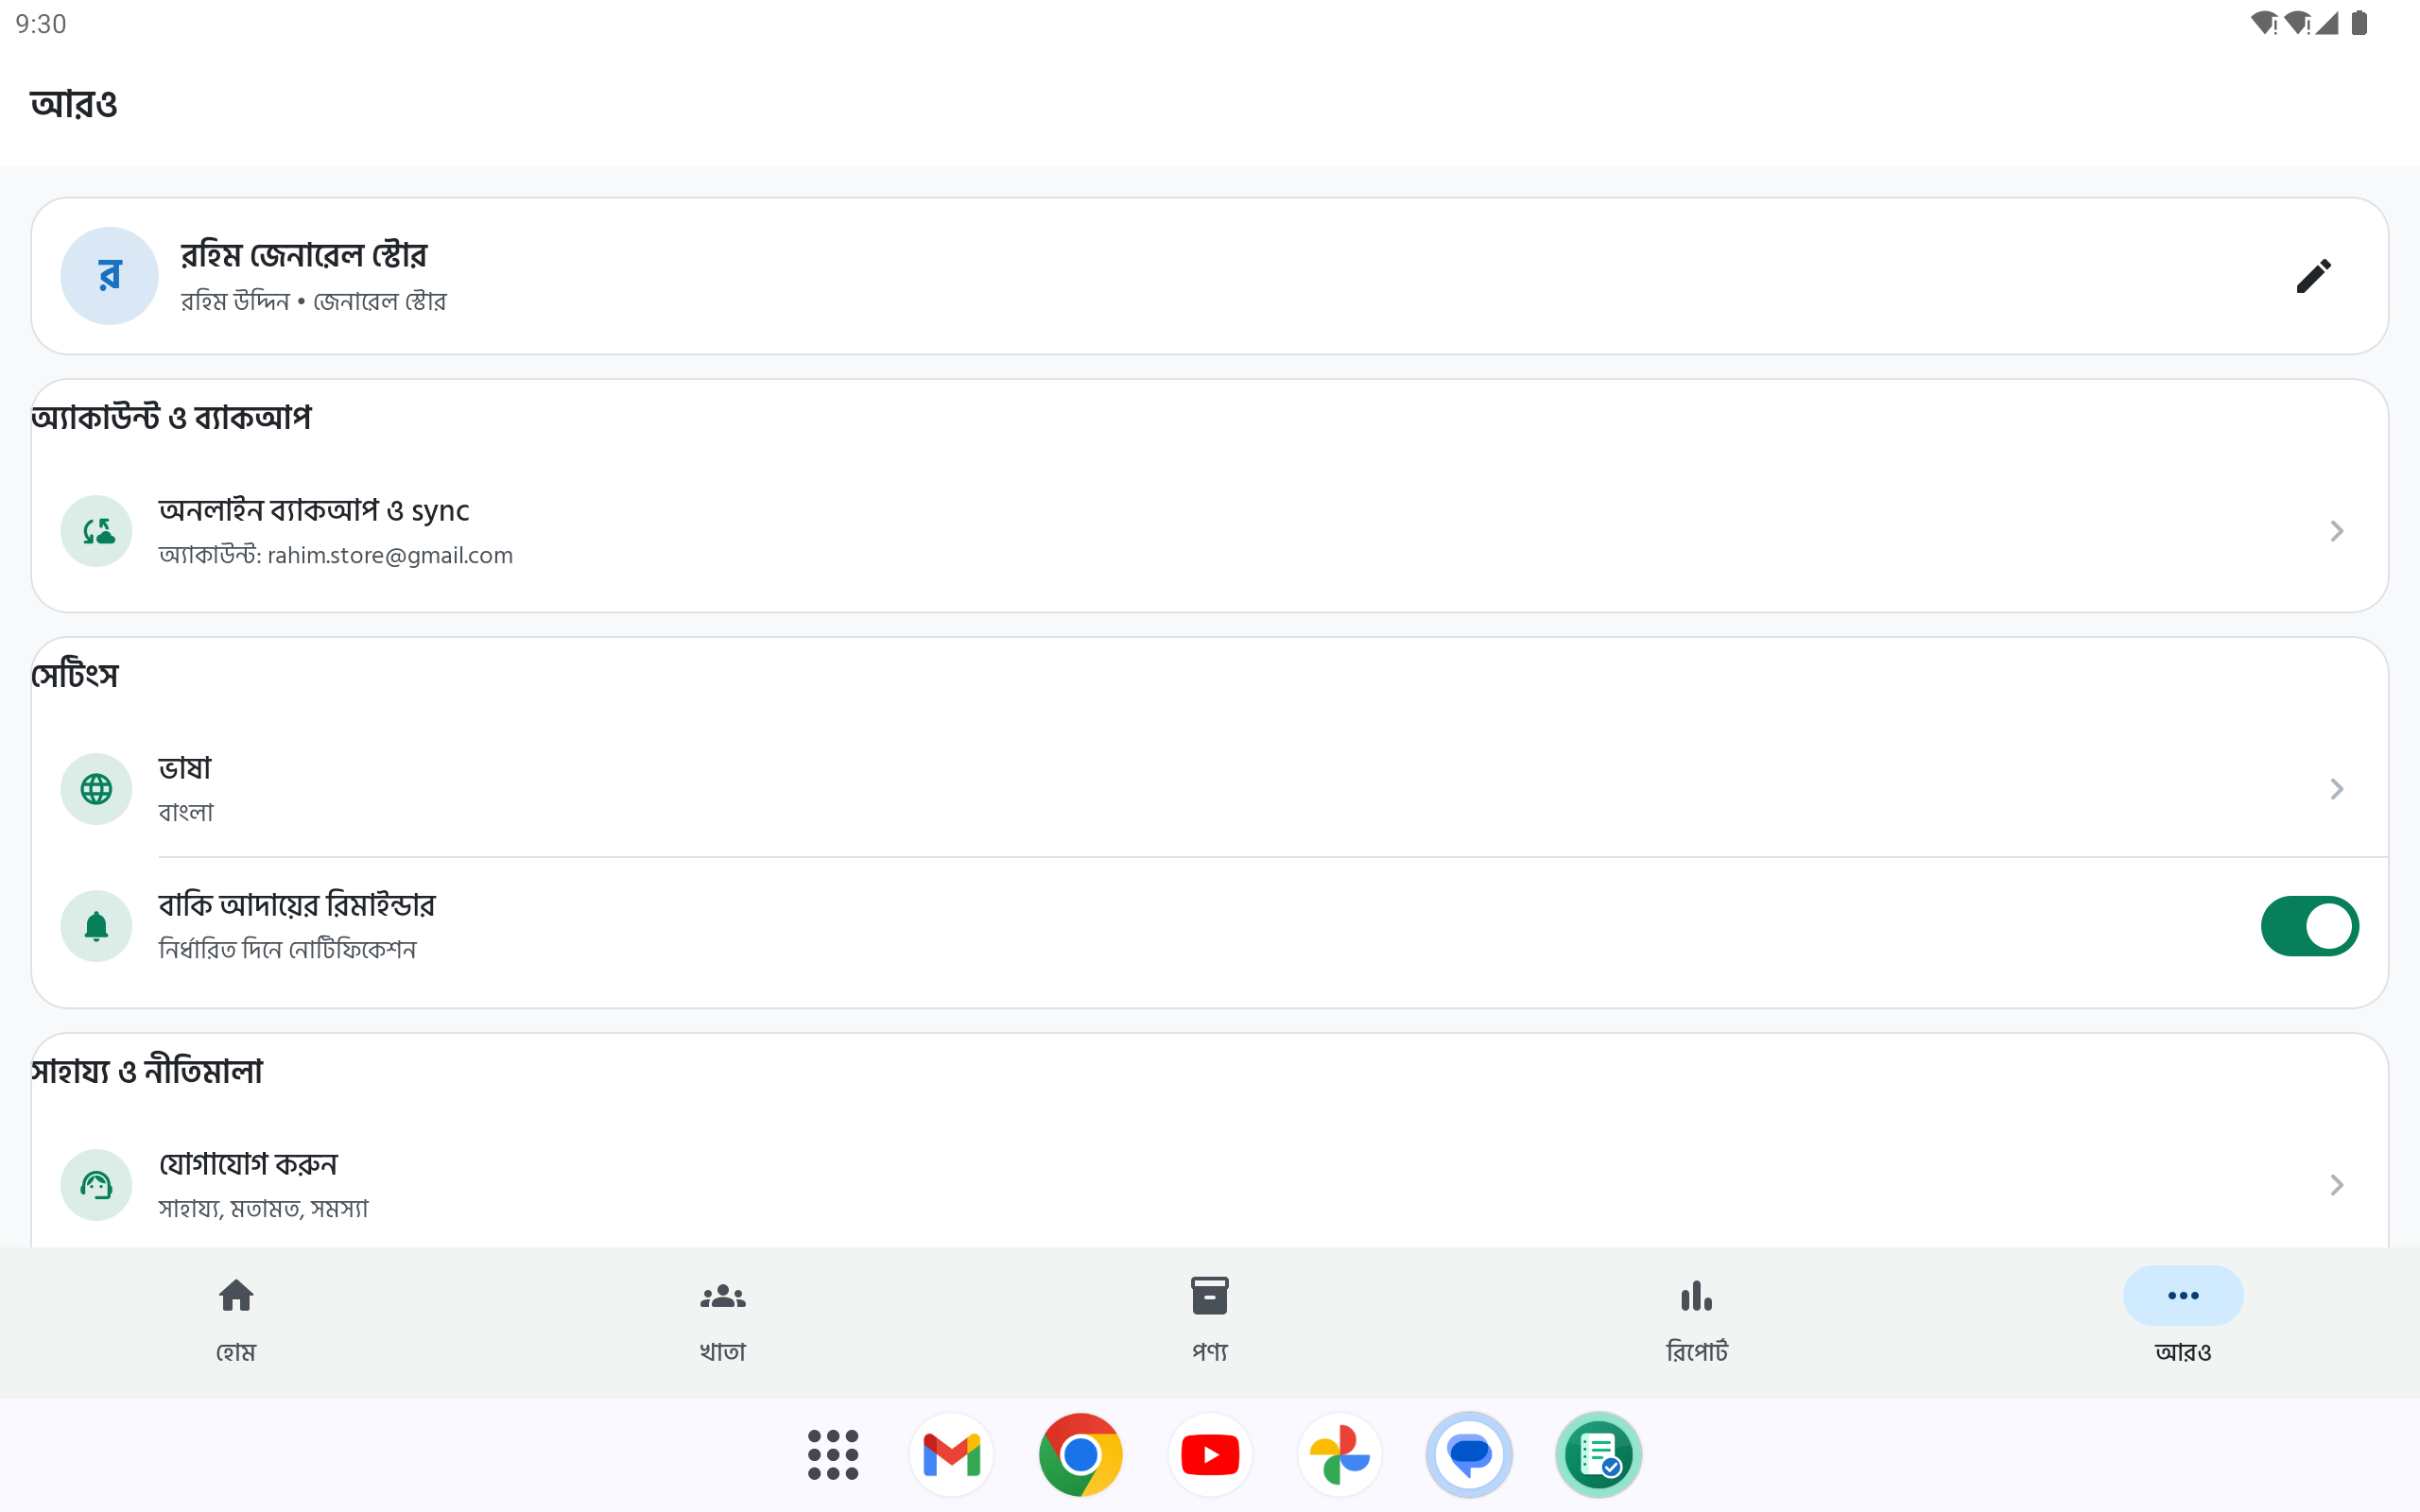 9:30
আরও
র
রহিম জেনারেল স্টোর
রহিম উদ্দিন • জেনারেল স্টোর
অ্যাকাউন্ট ও ব্যাকআপ
অনলাইন ব্যাকআপ ও sync
অ্যাকাউন্ট: rahim.store@gmail.com
সেটিংস
ভাষা
বাংলা
বাকি আদায়ের রিমাইন্ডার
নির্ধারিত দিনে নোটিফিকেশন
সাহায্য ও নীতিমালা
যোগাযোগ করুন
সাহায্য, মতামত, সমস্যা
হোম
খাতা
পণ্য
রিপোর্ট
আরও